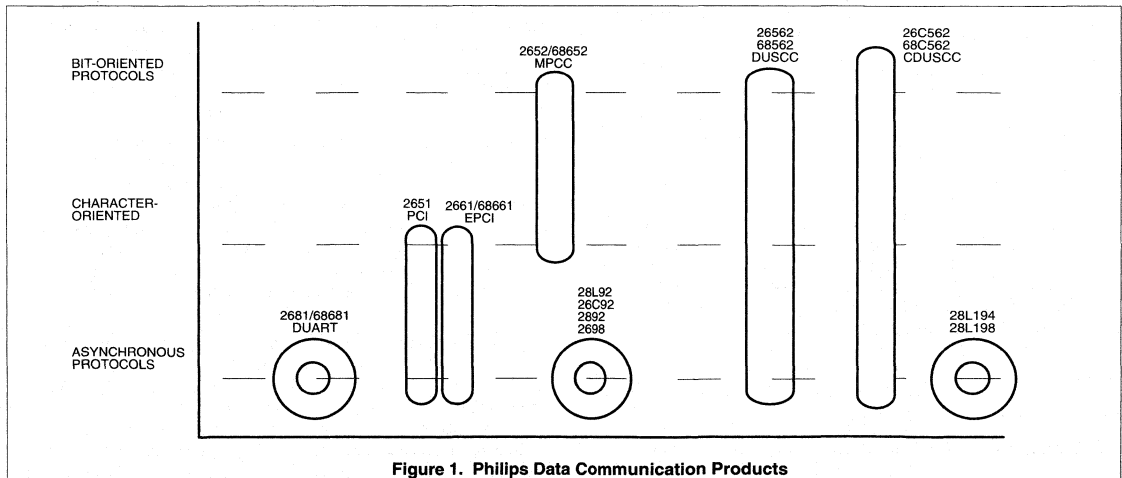 BIT-ORIENTED
PROTOCOLS
2652/68652
MPCC
26562
68562
DUSCC
26C562
68C562
CDUSCC
CHARACTER-
ORIENTED
2651
PCI
2661/68661
EPCI
2681/68681
DUART
28L92
26C92
2892
2698
28L194
28L198
ASYNCHRONOUS
PROTOCOLS
Figure 1. Philips Data Communication Products